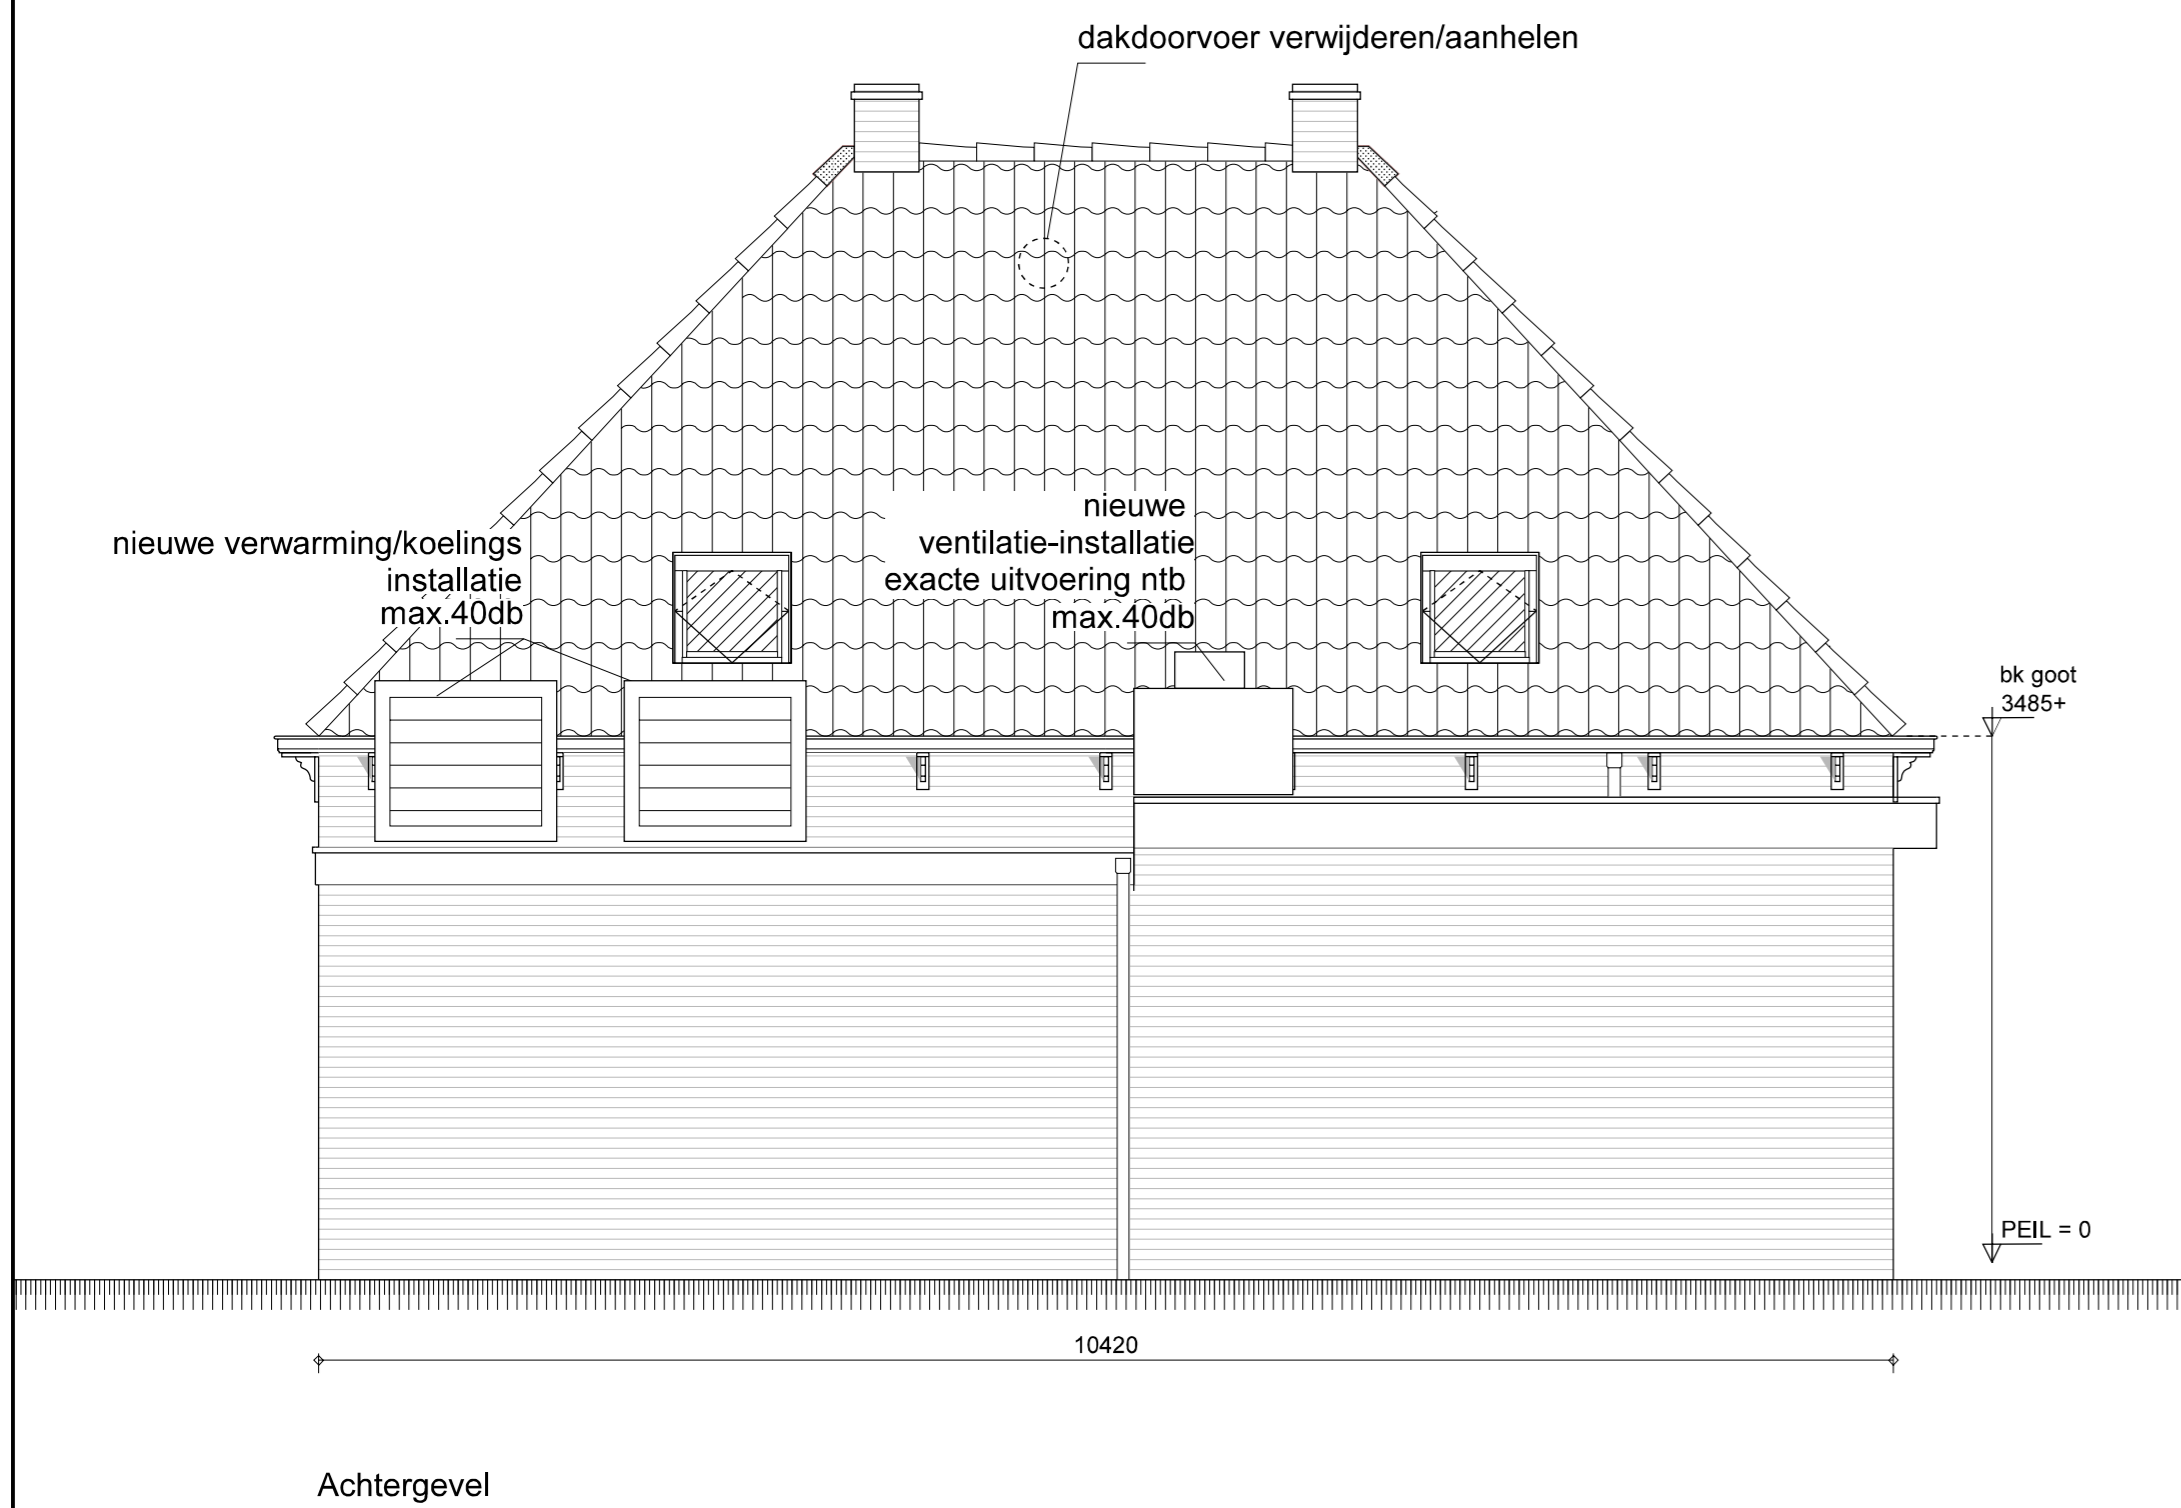 dakdoorvoer verwijderen/aanhelen
nieuwe verwarming/koelings
installatie
max.40db
nieuwe
ventilatie-installatie
exacte uitvoering ntb
max.40db
bk goot
3485+
PEIL = 0
10420
Achtergevel